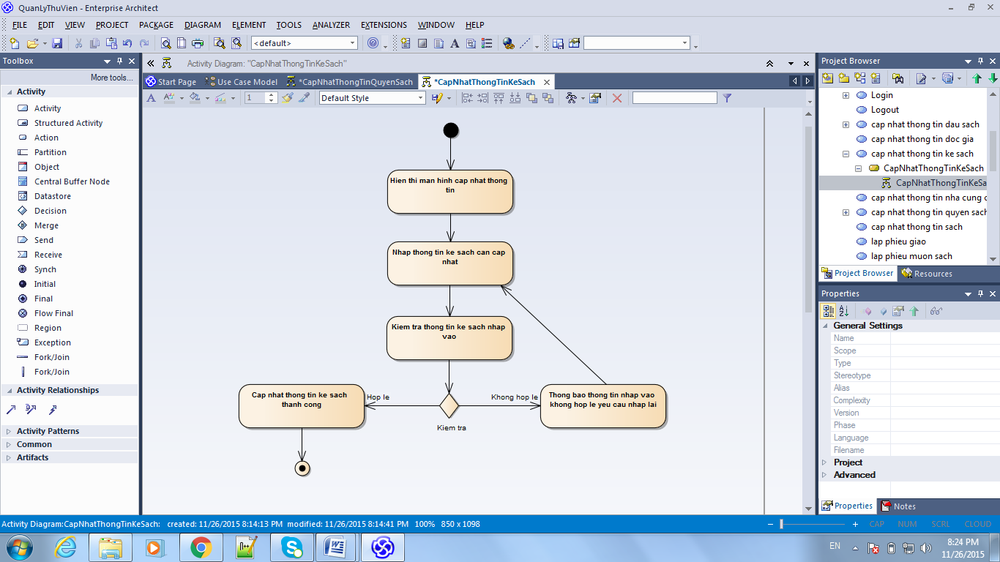 QuanLyThuVien - Enterprise Architect
FILE EDIT VIEW PROJECT PACKAGE DIAGRAM ELEMENT TOOLS ANALYZER EXTENSIONS WINDOW HELP
<default>
Toolbox
More tools...
Activity
Activity
Structured Activity
Action
Partition
Object
Central Buffer Node
Datastore
Decision
Merge
Send
Receive
Synch
Initial
Final
Flow Final
Region
Exception
Fork/Join
Fork/Join
Activity Relationships
Activity Patterns
Common
Artifacts
Activity Diagram: "CapNhatThongTinKeSach"
Start Page Use Case Model *CapNhatThongTinQuyenSach *CapNhatThongTinKeSach
1 Default Style
Hien thi man hinh cap nhat thong
tin
Nhap thong tin ke sach can cap
nhat
Kiem tra thong tin ke sach nhap
vao
Cap nhat thong tin ke sach
thanh cong
Hop le
Khong hop le
Kiem tra
Thong bao thong tin nhap vao
khong hop le yeu cau nhap lai
Project Browser
Login
Logout
cap nhat thong tin dau sach
cap nhat thong tin doc gia
cap nhat thong tin ke sach
CapNhatThongTinKeSach
CapNhatThongTinKeSa
cap nhat thong tin nha cung c
cap nhat thong tin quyen sach
cap nhat thong tin sach
lap phieu giao
lap phieu muon sach
Project Browser Resources
Properties
General Settings
Name
Scope
Type
Stereotype
Alias
Complexity
Version
Phase
Language
Filename
Project
Advanced
Properties Notes
Activity Diagram:CapNhatThongTinKeSach: created: 11/26/2015 8:14:13 PM modified: 11/26/2015 8:14:41 PM 100% 850 x 1098
CAP NUM SCRL CLOUD
EN
8:24 PM
11/26/2015